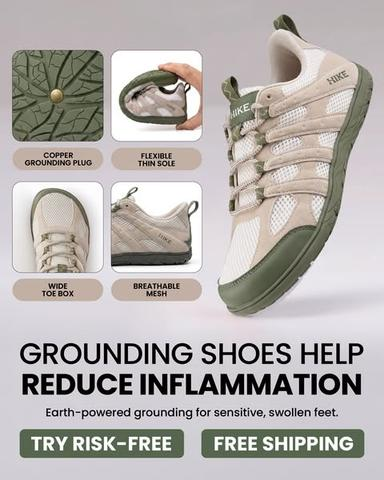 HIKE
HIKE
COPPER
GROUNDING PLUG
FLEXIBLE
THIN SOLE
HIKE
WIDE
TOE BOX
BREATHABLE
MESH
GROUNDING SHOES HELP
REDUCE INFLAMMATION
Earth-powered grounding for sensitive, swollen feet.
TRY RISK-FREE
FREE SHIPPING